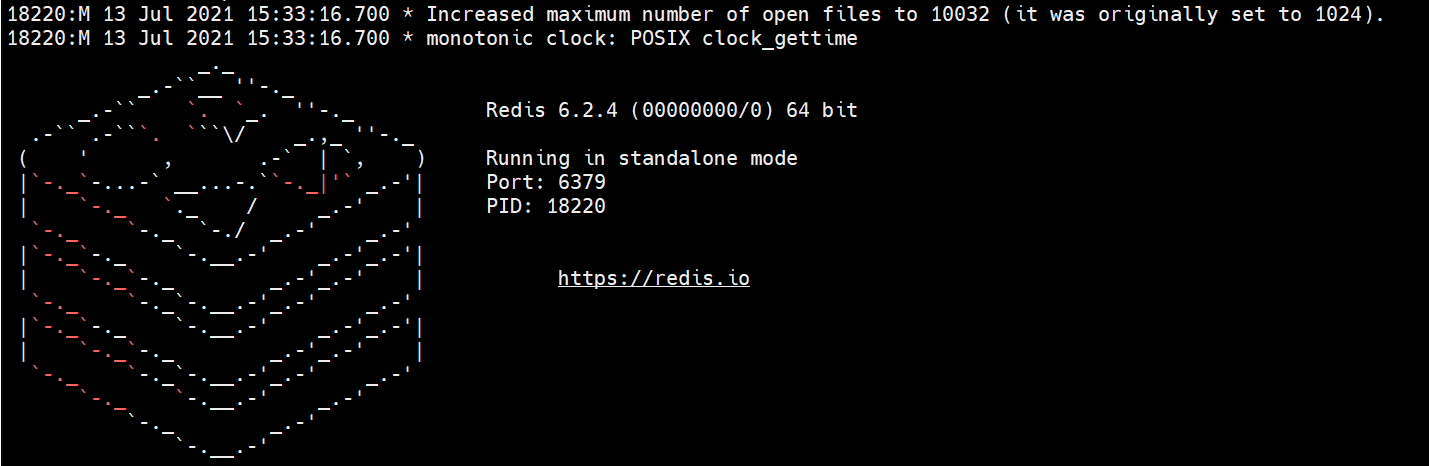 18220:M 13 Jul 2021 15:33:16.700 * Increased maximum number of open files to 10032 (it was originally set to 1024).
18220:M 13 Jul 2021 15:33:16.700 * monotonic clock: POSIX clock_gettime
Redis 6.2.4 (00000000/0) 64 bit
Running in standalone mode
Port: 6379
PID: 18220
https://redis.io